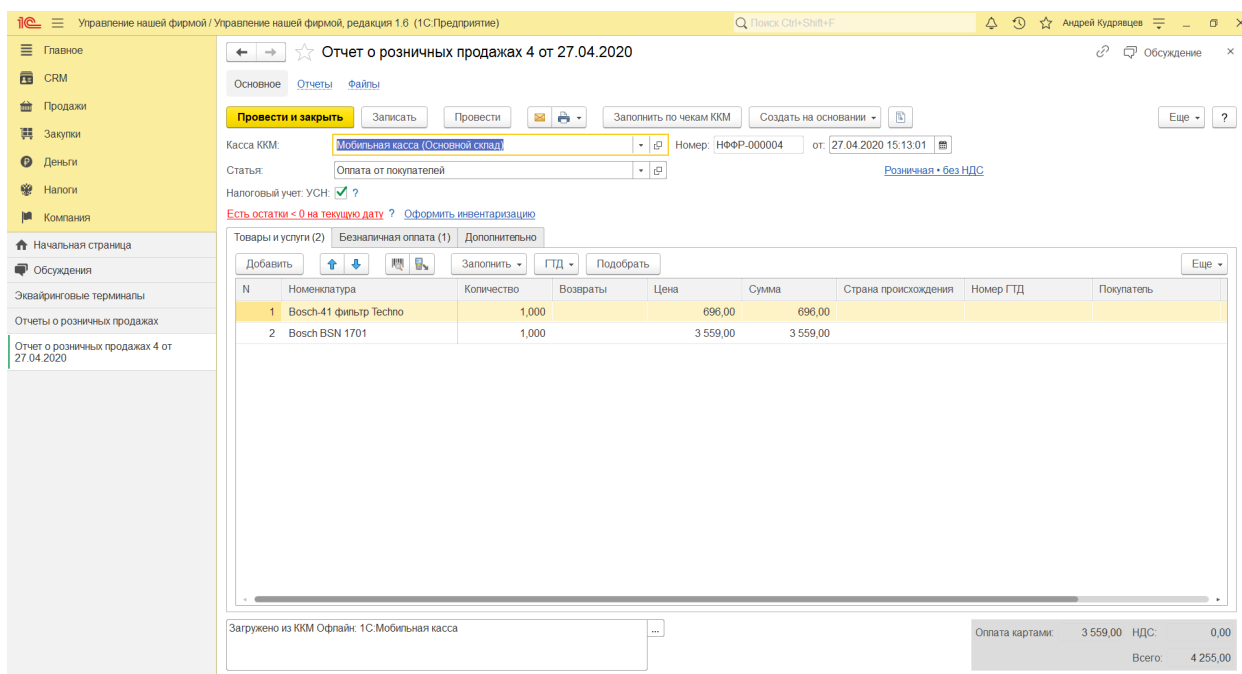 1С Управление нашей фирмой / Управление нашей фирмой, редакция 1.6 (1С:Предприятие) Поиск Ctrl+Shift+F Андрей Кудрявцев
Главное
CRM
Продажи
Закупки
Деньги
Налоги
Компания
Начальная страница
Обсуждения
Эквайринговые терминалы
Отчеты о розничных продажах
Отчет о розничных продажах 4 от
27.04.2020
Отчет о розничных продажах 4 от 27.04.2020 Обсуждение
Основное Отчеты Файлы
Провести и закрыть Записать Провести Заполнить по чекам ККМ Создать на основании Еще ?
Касса ККМ: Мобильная касса (Основной склад) Номер: НФФР-000004 от: 27.04.2020 15:13:01
Статья: Оплата от покупателей Розничная • без НДС
Налоговый учет: УСН: ?
Есть остатки < 0 на текущую дату ? Оформить инвентаризацию
Товары и услуги (2) Безналичная оплата (1) Дополнительно
Добавить Заполнить ГТД Подобрать Еще
N Номенклатура Количество Возвраты Цена Сумма Страна происхождения Номер ГТД Покупатель
1 Bosch-41 фильтр Techno 1,000 696,00 696,00
2 Bosch BSN 1701 1,000 3 559,00 3 559,00
Загружено из ККМ Офлайн: 1С:Мобильная касса ...
Оплата картами: 3 559,00 НДС: 0,00
Всего: 4 255,00